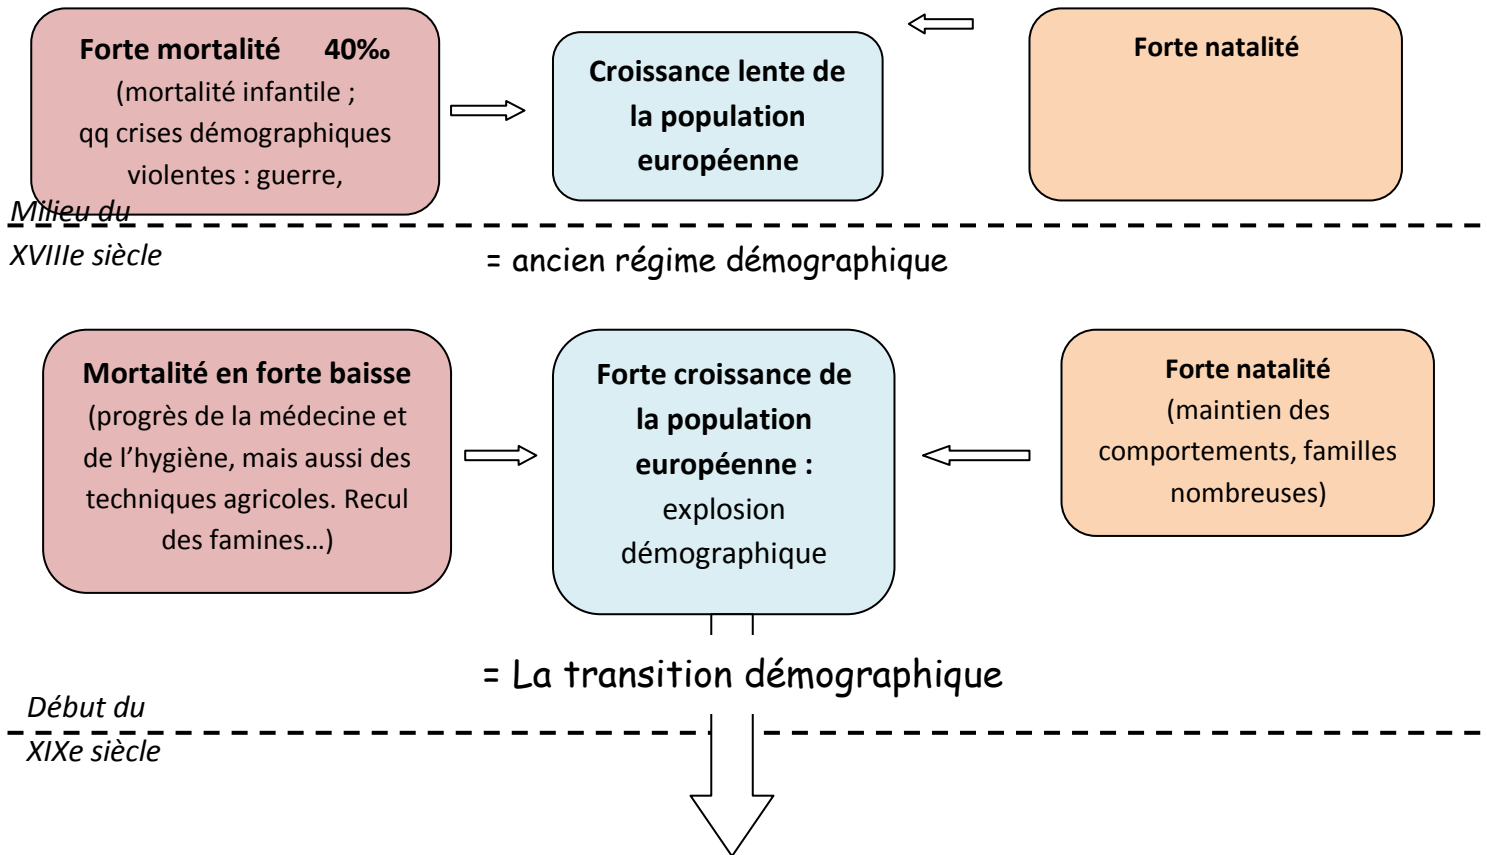 Forte mortalité 40‰
(mortalité infantile ;
qq crises démographiques
violentes : guerre,
Croissance lente de
la population
européenne
Forte natalité
Milieu du
XVIIIe siècle
= ancien régime démographique
Mortalité en forte baisse
(progrès de la médecine et
de l’hygiène, mais aussi des
techniques agricoles. Recul
des famines…)
Forte croissance de
la population
européenne :
explosion
démographique
Forte natalité
(maintien des
comportements, familles
nombreuses)
= La transition démographique
Début du
XIXe siècle